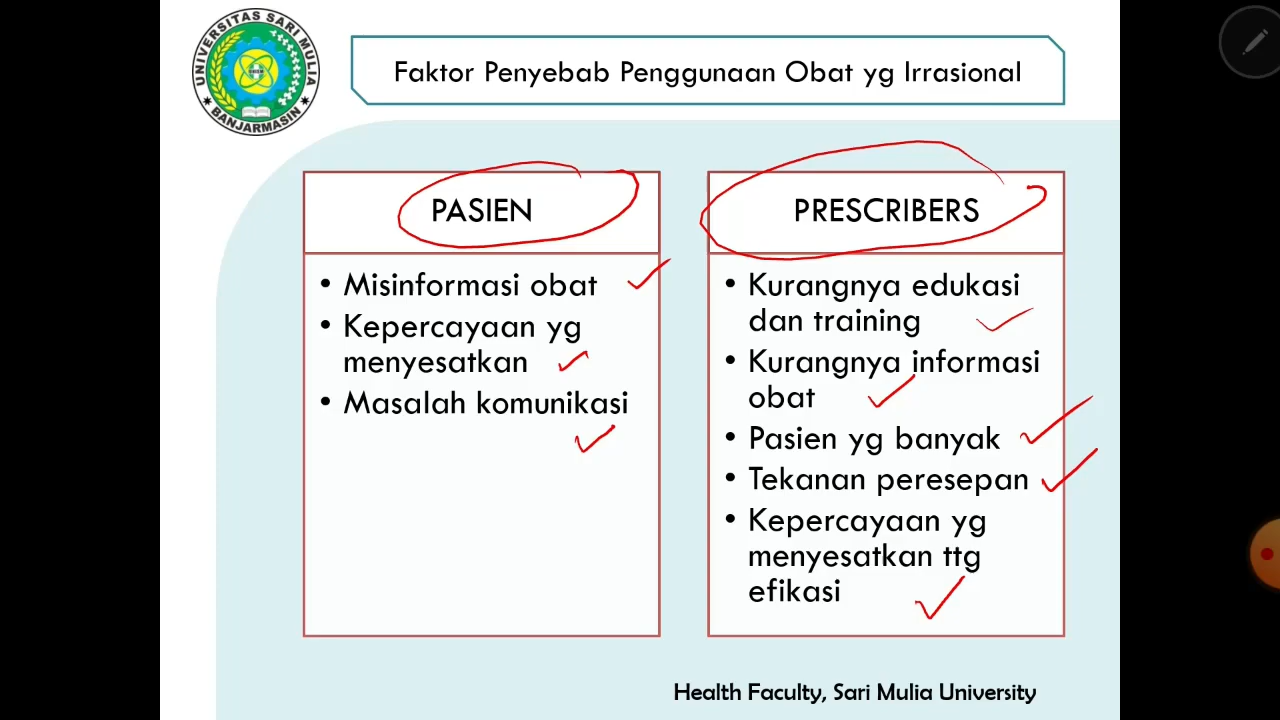 UNIVERSITAS SARI MULIA
BANJARMASIN
Faktor Penyebab Penggunaan Obat yg Irrasional
PASIEN
• Misinformasi obat
• Kepercayaan yg
menyesatkan
• Masalah komunikasi
PRESCRIBERS
• Kurangnya edukasi
dan training
• Kurangnya informasi
obat
• Pasien yg banyak
• Tekanan peresepan
• Kepercayaan yg
menyesatkan ttg
efikasi
Health Faculty, Sari Mulia University